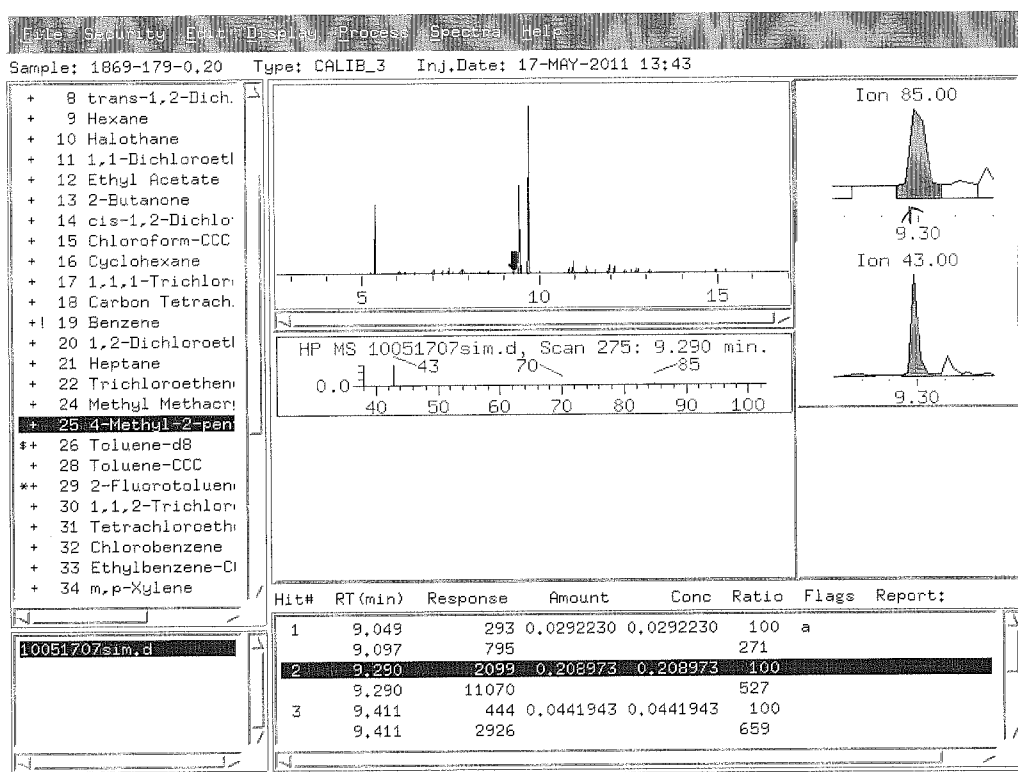 File Security Edit Display Process Spectra Help
Sample: 1869-179-0.20 Type: CALIB_3 Inj.Date: 17-MAY-2011 13:43
+ 8 trans-1,2-Dich.
+ 9 Hexane
+ 10 Halothane
+ 11 1,1-Dichloroetl
+ 12 Ethyl Acetate
+ 13 2-Butanone
+ 14 cis-1,2-Dichlo
+ 15 Chloroform-CCC
+ 16 Cyclohexane
+ 17 1,1,1-Trichlor
+ 18 Carbon Tetrach.
+! 19 Benzene
+ 20 1,2-Dichloroetl
+ 21 Heptane
+ 22 Trichloroethen
+ 24 Methyl Methacr
+ 25 4-Methyl-2-pen
$+ 26 Toluene-d8
+ 28 Toluene-CCC
*+ 29 2-Fluorotoluen
+ 30 1,1,2-Trichlor
+ 31 Tetrachloroeth
+ 32 Chlorobenzene
+ 33 Ethylbenzene-C
+ 34 m,p-Xylene
10051707sim.d
5 10 15
HP MS 10051707sim.d, Scan 275: 9.290 min.
43 70 85
0.0
40 50 60 70 80 90 100
Ion 85.00
9.30
Ion 43.00
9.30
Hit# RT(min) Response Amount Conc Ratio Flags Report:
1 9.049 293 0.0292230 0.0292230 100 a
9.097 795 271
2 9.290 2099 0.208973 0.208973 100
9.290 11070 527
3 9.411 444 0.0441943 0.0441943 100
9.411 2926 659